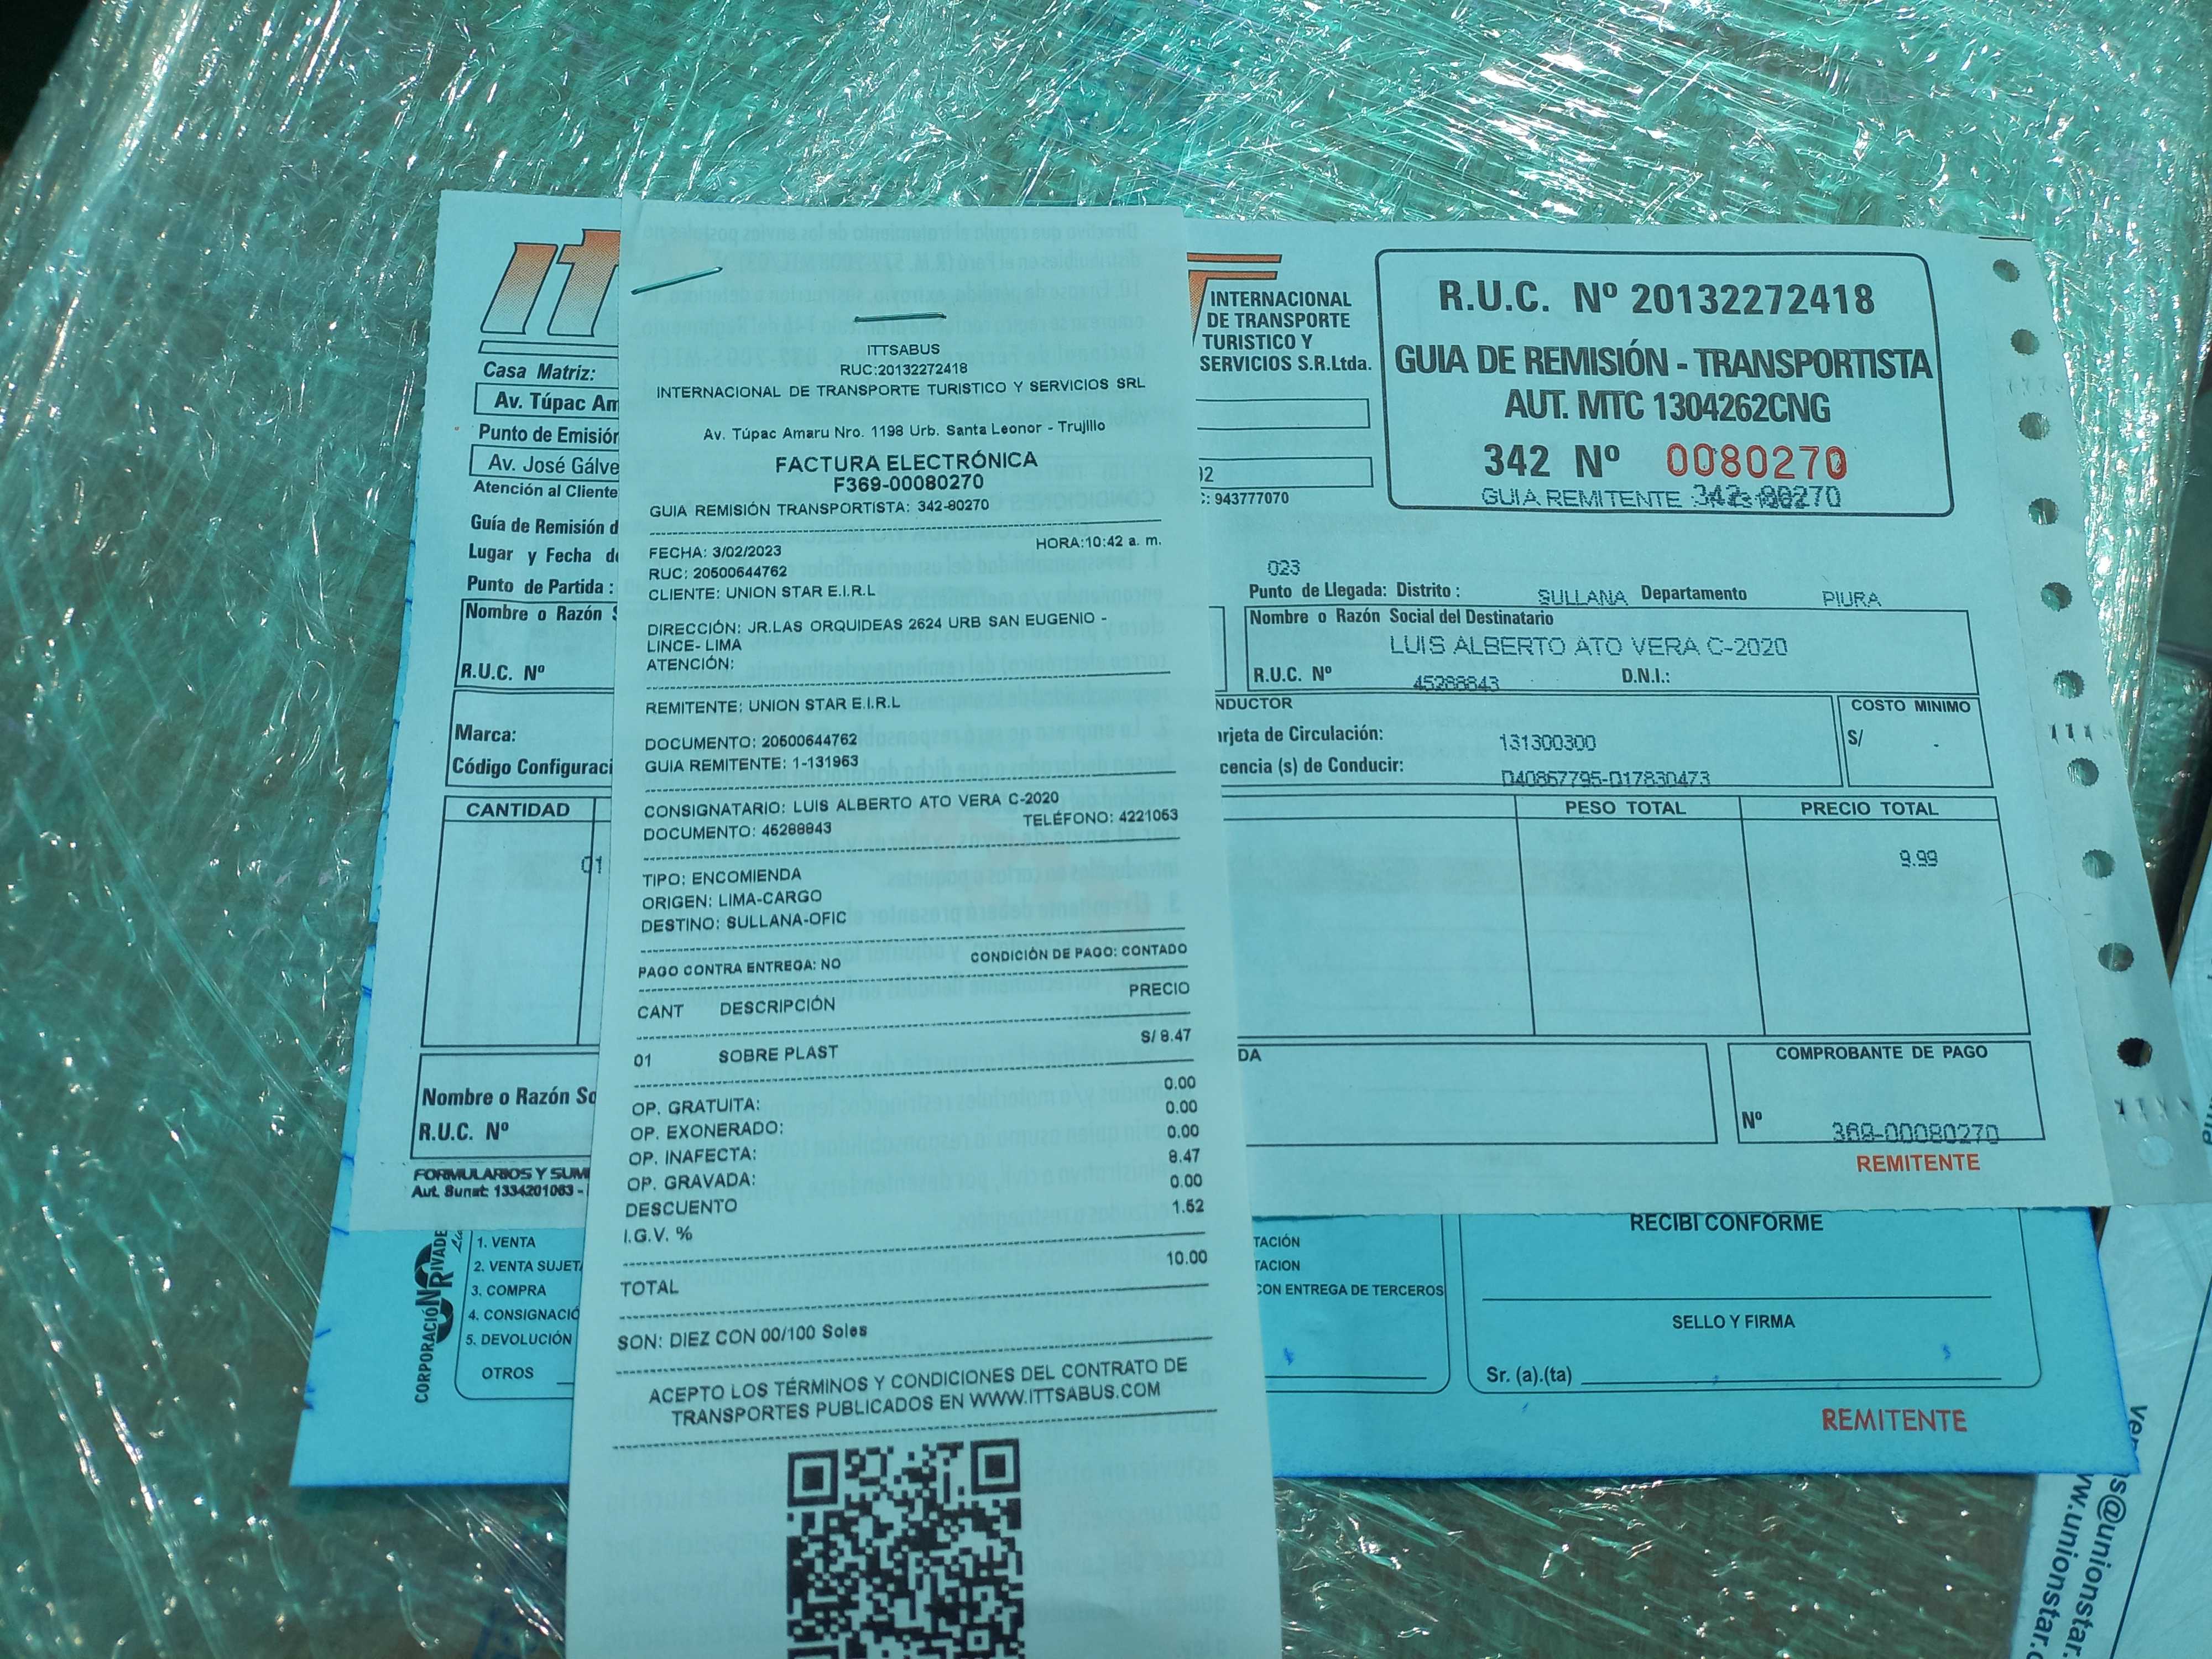 ITTSABUS
RUC:20132272418
INTERNACIONAL DE TRANSPORTE TURISTICO Y SERVICIOS SRL
Av. Túpac Amaru Nro. 1198 Urb. Santa Leonor - Trujillo
FACTURA ELECTRÓNICA
F369-00080270
GUIA REMISIÓN TRANSPORTISTA: 342-80270
FECHA: 3/02/2023 HORA:10:42 a. m.
RUC: 20500644762
CLIENTE: UNION STAR E.I.R.L
DIRECCIÓN: JR.LAS ORQUIDEAS 2624 URB SAN EUGENIO -
LINCE- LIMA
ATENCIÓN:
REMITENTE: UNION STAR E.I.R.L
DOCUMENTO: 20500644762
GUIA REMITENTE: 1-131963
CONSIGNATARIO: LUIS ALBERTO ATO VERA C-2020
DOCUMENTO: 45288843 TELÉFONO: 4221053
TIPO: ENCOMIENDA
ORIGEN: LIMA-CARGO
DESTINO: SULLANA-OFIC
PAGO CONTRA ENTREGA: NO CONDICIÓN DE PAGO: CONTADO
CANT DESCRIPCIÓN PRECIO
01 SOBRE PLAST S/ 8.47
OP. GRATUITA: 0.00
OP. EXONERADO: 0.00
OP. INAFECTA: 0.00
OP. GRAVADA: 8.47
DESCUENTO 0.00
I.G.V. % 1.52
TOTAL 10.00
SON: DIEZ CON 00/100 Soles
ACEPTO LOS TÉRMINOS Y CONDICIONES DEL CONTRATO DE
TRANSPORTES PUBLICADOS EN WWW.ITTSABUS.COM
Casa Matriz:
Av. Túpac Am
Punto de Emisión
Av. José Gálve
Atención al Cliente
Guía de Remisión d
Lugar y Fecha de
Punto de Partida :
Nombre o Razón S
R.U.C. Nº
Marca:
Código Configuraci
CANTIDAD
01
Nombre o Razón So
R.U.C. Nº
FORMULARIOS Y SUMI
Aut. Sunat: 1334201063 -
INTERNACIONAL
DE TRANSPORTE
TURISTICO Y
SERVICIOS S.R.Ltda.
: 943777070
R.U.C. Nº 20132272418
GUIA DE REMISIÓN - TRANSPORTISTA
AUT. MTC 1304262CNG
342 Nº 0080270
GUIA REMITENTE
023
Punto de Llegada: Distrito : SULLANA Departamento PIURA
Nombre o Razón Social del Destinatario
LUIS ALBERTO ATO VERA C-2020
R.U.C. Nº 45288843 D.N.I.:
NDUCTOR
arjeta de Circulación: 131300300
cencia (s) de Conducir: D40867795-D17830473
COSTO MINIMO
S/ -
PESO TOTAL PRECIO TOTAL
9.99
DA
COMPROBANTE DE PAGO
Nº 369-00080270
REMITENTE
CORPORACIÓN RIVADE
1. VENTA
2. VENTA SUJETA
3. COMPRA
4. CONSIGNACIÓ
5. DEVOLUCIÓN
OTROS
TACIÓN
TACION
CON ENTREGA DE TERCEROS
RECIBI CONFORME
SELLO Y FIRMA
Sr. (a).(ta)
REMITENTE
s@unionstar.
ww.unionstar.c